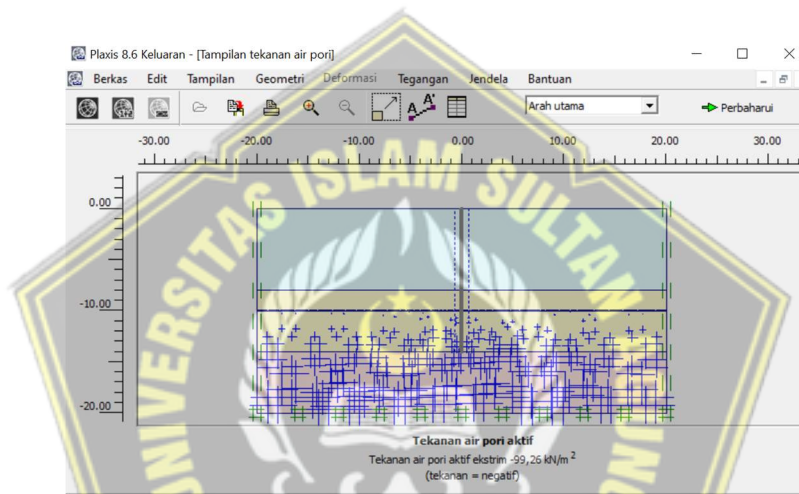 Plaxis 8.6 Keluaran - [Tampilan tekanan air pori]
Berkas Edit Tampilan Geometri Deformasi Tegangan Jendela Bantuan
Arah utama
Perbaharui
-30.00 -20.00 -10.00 0.00 10.00 20.00 30.00
0.00
-10.00
-20.00
UNIVERSITAS ISLAM SULTAN AGUNG
Tekanan air pori aktif
Tekanan air pori aktif ekstrim -99,26 kN/m 2
(tekanan = negatif)